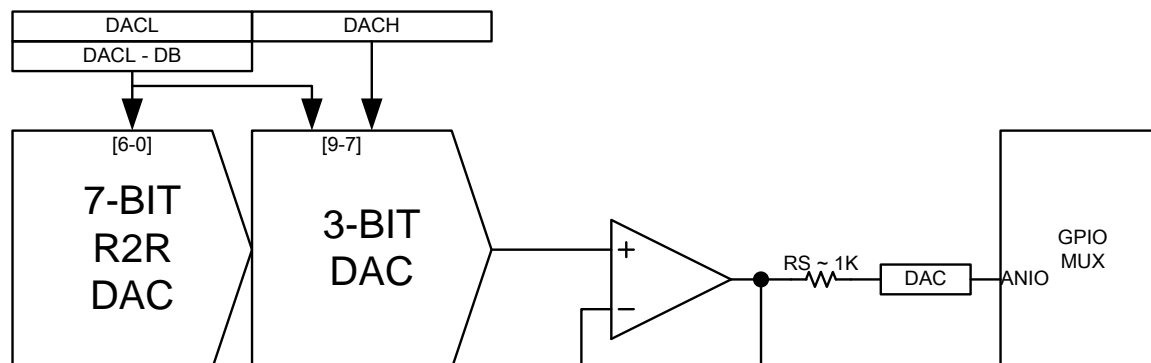 DACL
DACH
DACL - DB
[6-0]
[9-7]
7-BIT
R2R
DAC
3-BIT
DAC
+
−
RS ~ 1K
DAC
ANIO
GPIO
MUX